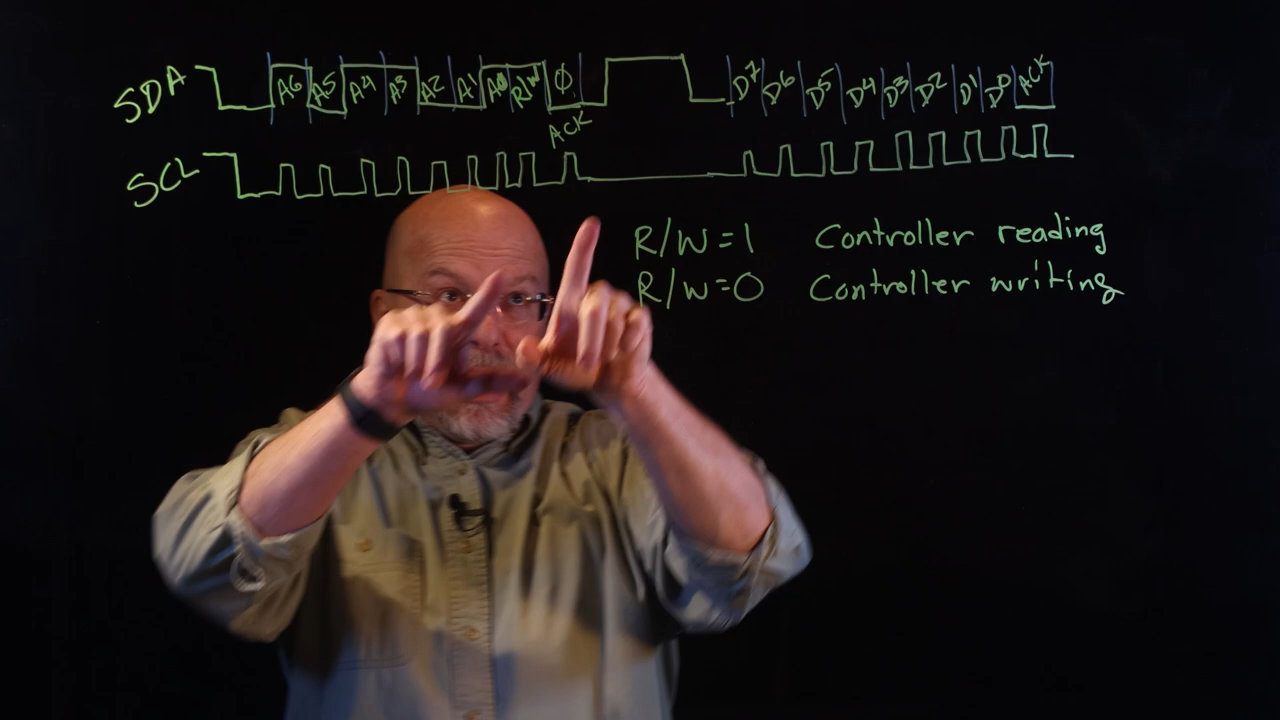 SDA A6 A5 A4 A3 A2 A1 A0 R/W 0 D7 D6 D5 D4 D3 D2 D1 D0 ACK
ACK
SCL
R/W=1 Controller reading
R/W=0 Controller writing